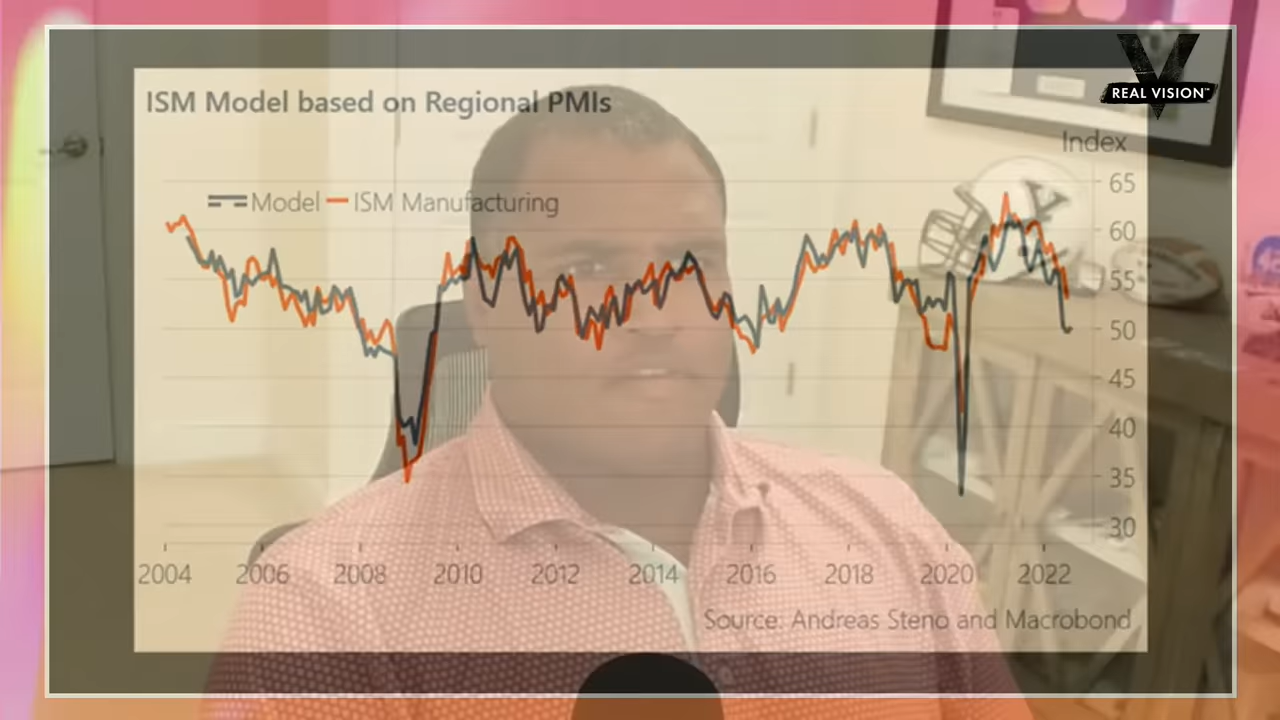 REAL VISION™
ISM Model based on Regional PMIs
Index
Model ISM Manufacturing
65
60
55
50
45
40
35
30
2004 2006 2008 2010 2012 2014 2016 2018 2020 2022
Source: Andreas Steno and Macrobond